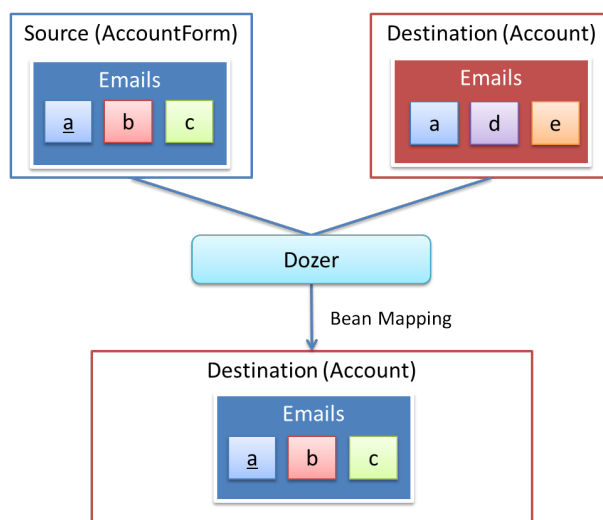 Source (AccountForm)
Emails
a b c
Destination (Account)
Emails
a d e
Dozer
Bean Mapping
Destination (Account)
Emails
a b c